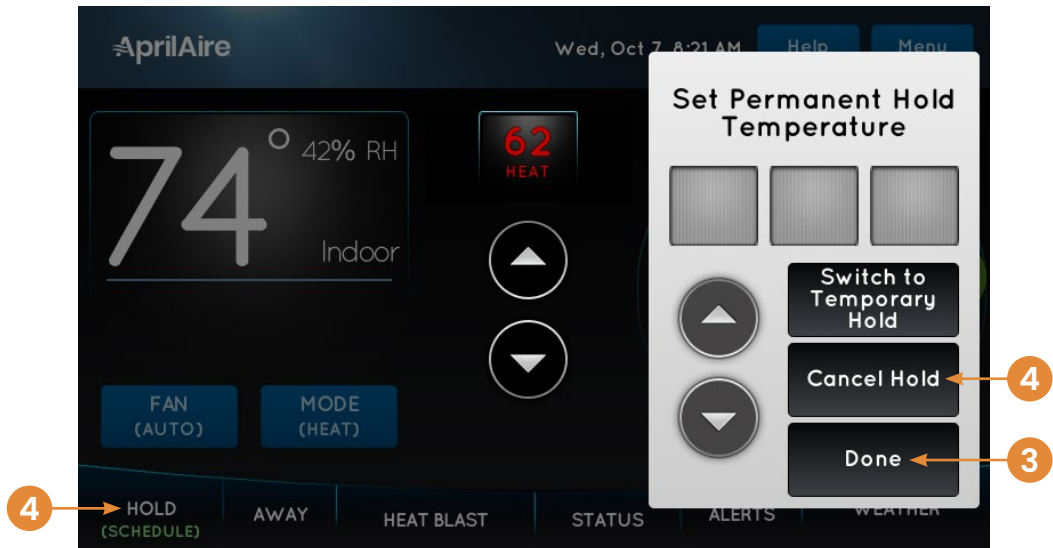 AprilAire
Wed, Oct 7, 8:21 AM
Help
Menu
74° 42% RH
Indoor
62
HEAT
Set Permanent Hold
Temperature
Switch to
Temporary
Hold
Cancel Hold
4
Done
3
FAN
(AUTO)
MODE
(HEAT)
4
HOLD
(SCHEDULE)
AWAY
HEAT BLAST
STATUS
ALERTS
WEATHER